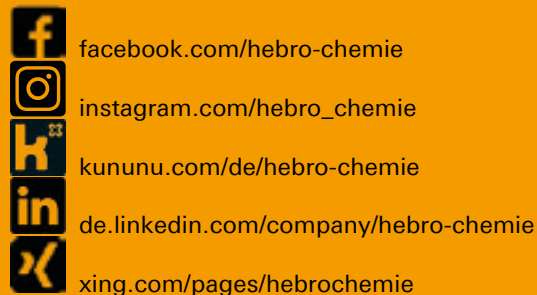 facebook.com/hebro-chemie
instagram.com/hebro_chemie
kununu.com/de/hebro-chemie
de.linkedin.com/company/hebro-chemie
xing.com/pages/hebrochemie